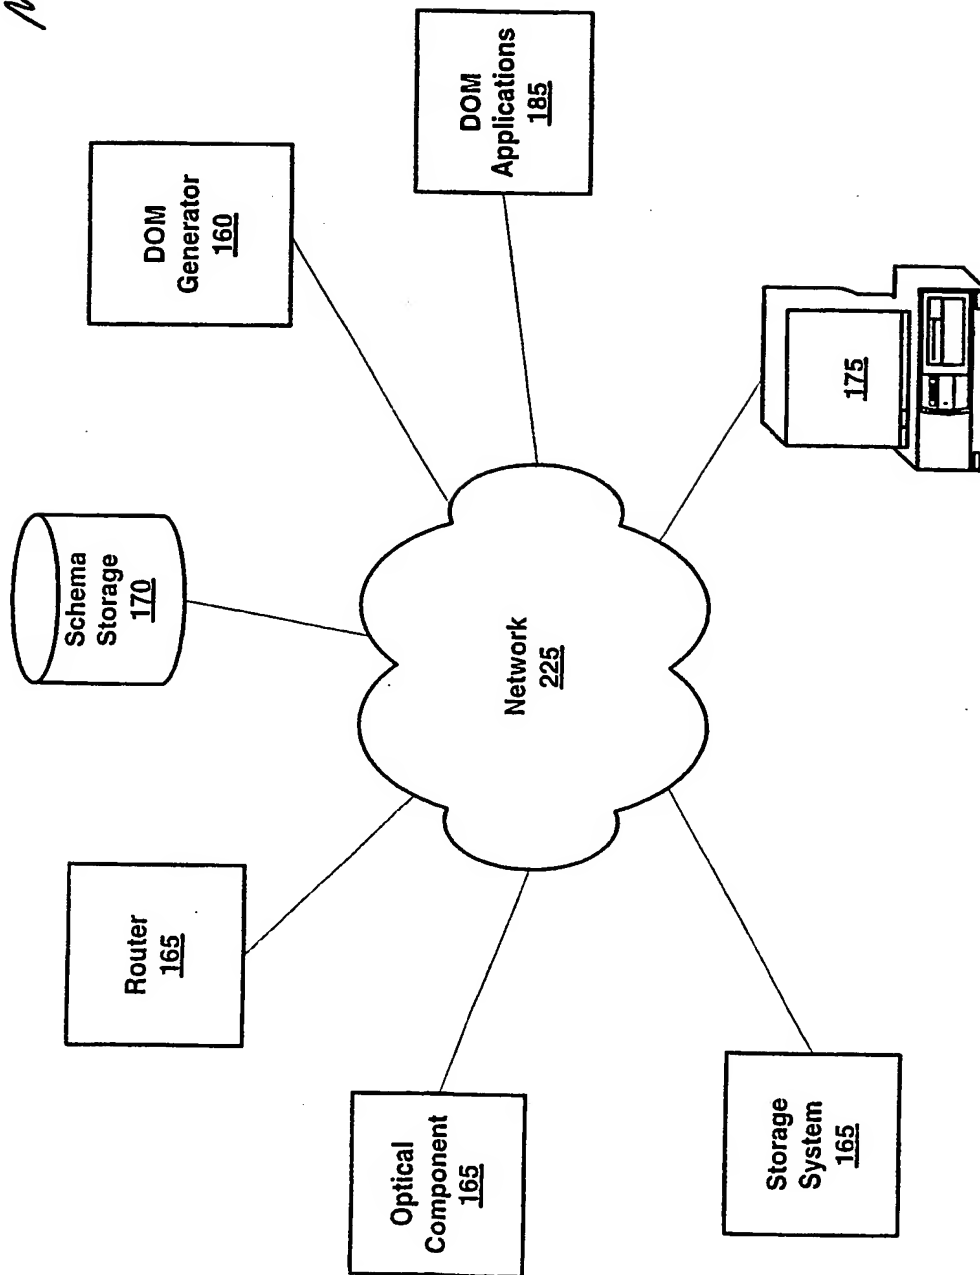 Router
165
Schema
Storage
170
DOM
Generator
160
Optical
Component
165
Network
225
DOM
Applications
185
Storage
System
165
175